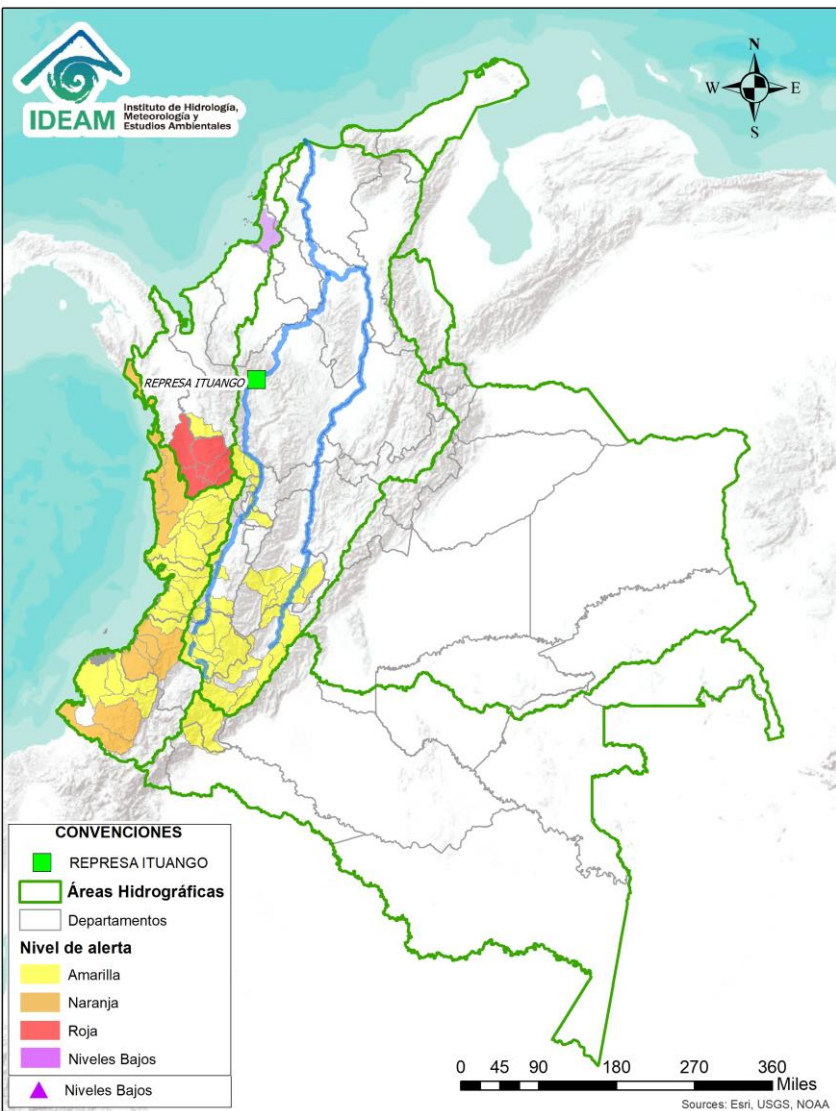 IDEAM
Instituto de Hidrología,
Meteorología y
Estudios Ambientales
N
W
E
S
REPRESA ITUANGO
CONVENCIONES
REPRESA ITUANGO
Áreas Hidrográficas
Departamentos
Nivel de alerta
Amarilla
Naranja
Roja
Niveles Bajos
Niveles Bajos
0 45 90 180 270 360
Miles
Sources: Esri, USGS, NOAA